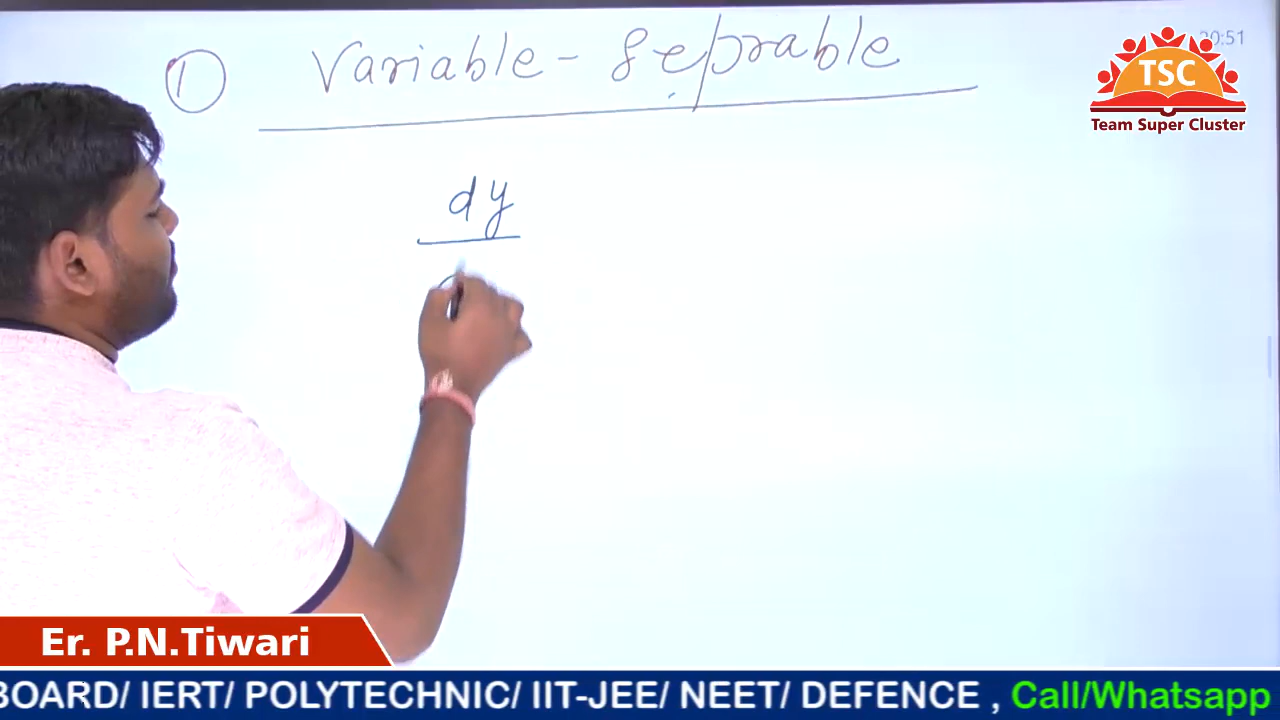 ① Variable - Seprable
20:51
TSC
Team Super Cluster
dy
Er. P.N.Tiwari
BOARD/ IERT/ POLYTECHNIC/ IIT-JEE/ NEET/ DEFENCE , Call/Whatsapp